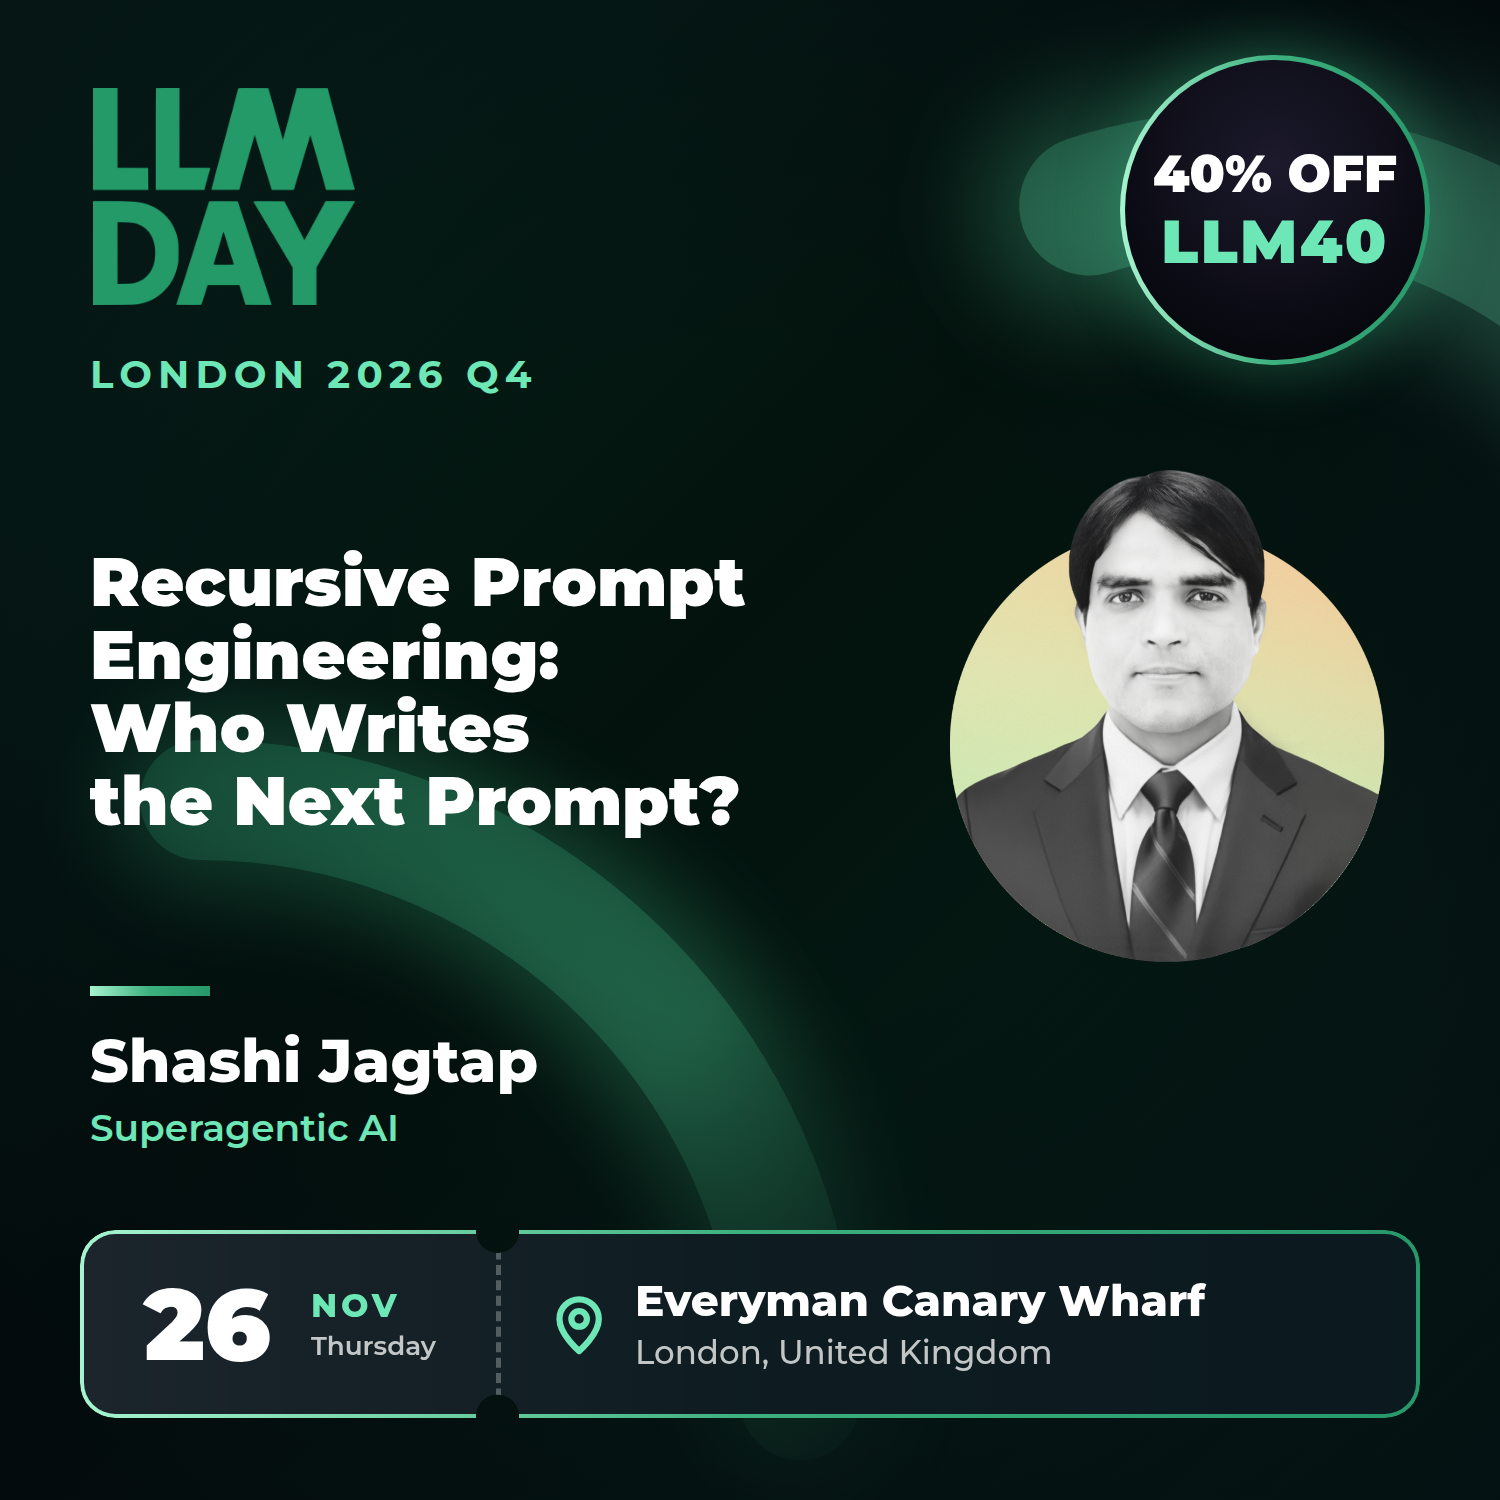 LLM
DAY
LONDON 2026 Q4
40% OFF
LLM40
Recursive Prompt
Engineering:
Who Writes
the Next Prompt?
Shashi Jagtap
Superagentic AI
26
NOV
Thursday
Everyman Canary Wharf
London, United Kingdom